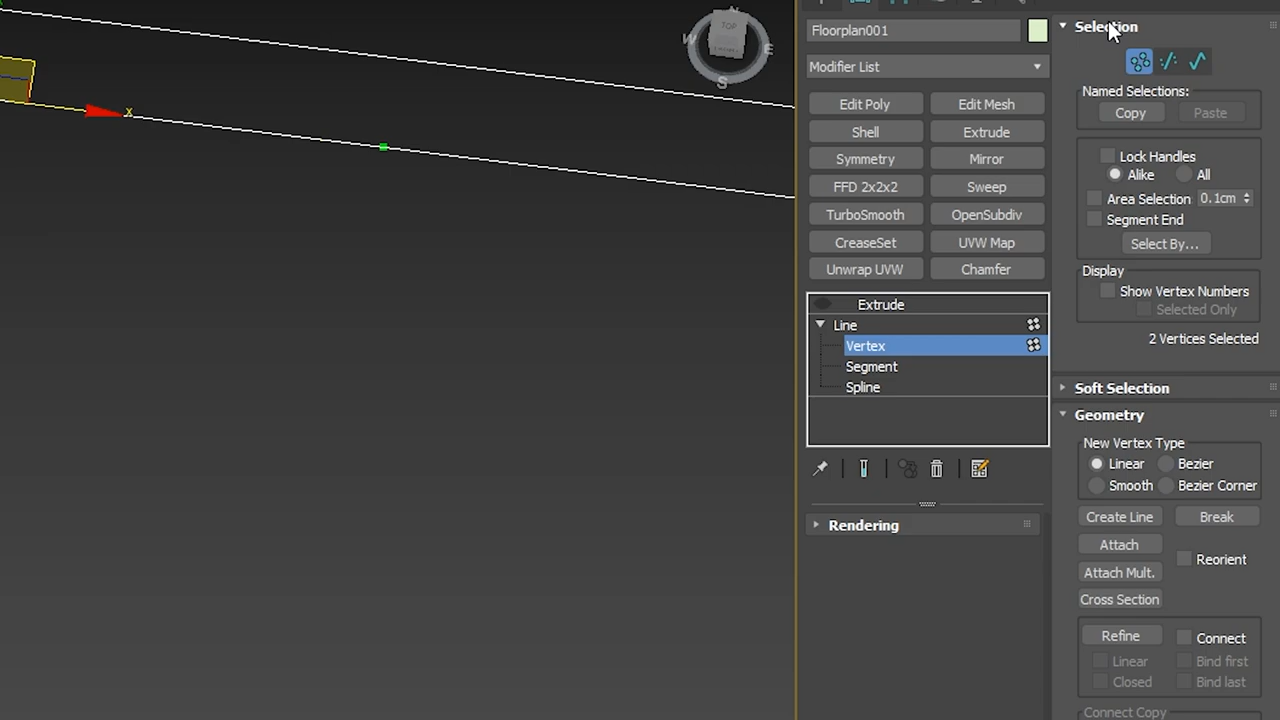 N
TOP
W
E
S
x
Floorplan001
Modifier List
Edit Poly
Edit Mesh
Shell
Extrude
Symmetry
Mirror
FFD 2x2x2
Sweep
TurboSmooth
OpenSubdiv
CreaseSet
UVW Map
Unwrap UVW
Chamfer
Extrude
Line
Vertex
Segment
Spline
Rendering
Selection
Named Selections:
Copy
Paste
Lock Handles
Alike
All
Area Selection
0.1cm
Segment End
Select By...
Display
Show Vertex Numbers
Selected Only
2 Vertices Selected
Soft Selection
Geometry
New Vertex Type
Linear
Bezier
Smooth
Bezier Corner
Create Line
Break
Attach
Reorient
Attach Mult.
Cross Section
Refine
Connect
Linear
Bind first
Closed
Bind last
Connect Copy